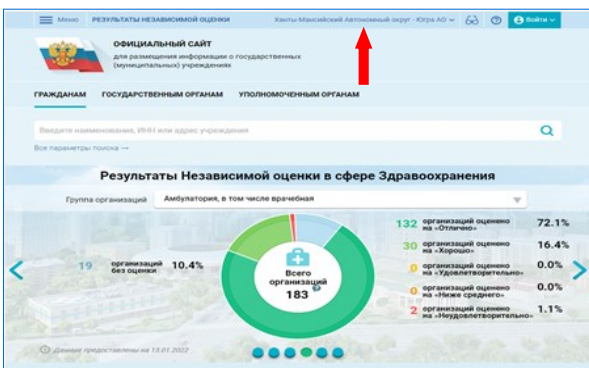 Меню РЕЗУЛЬТАТЫ НЕЗАВИСИМОЙ ОЦЕНКИ Ханты-Мансийский Автономный округ - Югра АО Войти
ОФИЦИАЛЬНЫЙ САЙТ
для размещения информации о государственных
(муниципальных) учреждениях
ГРАЖДАНАМ ГОСУДАРСТВЕННЫМ ОРГАНАМ УПОЛНОМОЧЕННЫМ ОРГАНАМ
Введите наименования, ИНН или адрес учреждения
Все параметры поиска →
Результаты Независимой оценки в сфере Здравоохранения
Группа организаций Амбулатория, в том числе врачебная
132 организаций оценено на «Отлично» 72.1%
30 организаций оценено на «Хорошо» 16.4%
19 организаций без оценки 10.4%
Всего
организаций
183
0 организаций оценено на «Удовлетворительно» 0.0%
0 организаций оценено на «Ниже среднего» 0.0%
2 организаций оценено на «Неудовлетворительно» 1.1%
Данные предоставлены на 13.01.2022